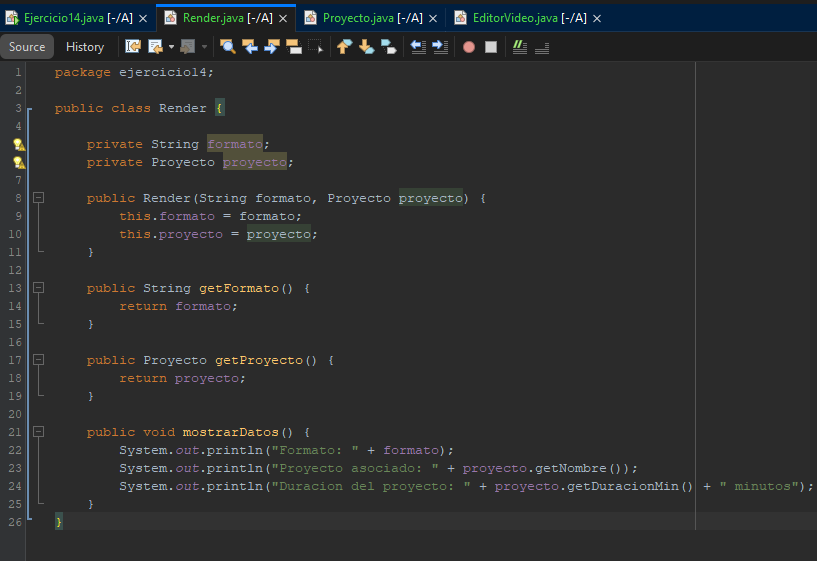 Ejercicio14.java [-/A] Render.java [-/A] Proyecto.java [-/A] EditorVideo.java [-/A]
Source History
1 package ejercicio14;
2
3 public class Render {
4
private String formato;
private Proyecto proyecto;
7
8 public Render(String formato, Proyecto proyecto) {
9 this.formato = formato;
10 this.proyecto = proyecto;
11 }
12
13 public String getFormato() {
14 return formato;
15 }
16
17 public Proyecto getProyecto() {
18 return proyecto;
19 }
20
21 public void mostrarDatos() {
22 System.out.println("Formato: " + formato);
23 System.out.println("Proyecto asociado: " + proyecto.getNombre());
24 System.out.println("Duracion del proyecto: " + proyecto.getDuracionMin() + " minutos");
25 }
26 }